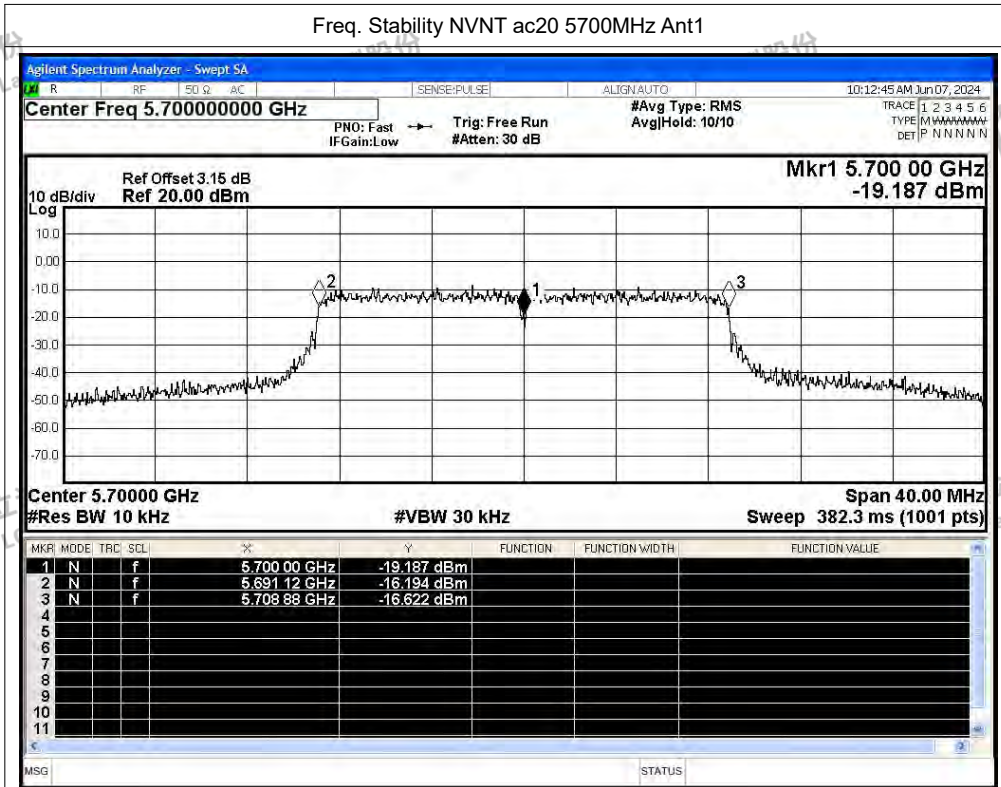 Freq. Stability NVNT ac20 5700MHz Ant1
Agilent Spectrum Analyzer - Swept SA
R RF 50 Ω AC SENSE:PULSE ALIGN AUTO 10:12:45 AM Jun 07, 2024
Center Freq 5.700000000 GHz #Avg Type: RMS TRACE 1 2 3 4 5 6
PNO: Fast Trig: Free Run Avg|Hold: 10/10 TYPE M
IFGain:Low #Atten: 30 dB DET P N N N N N
Mkr1 5.700 00 GHz
Ref Offset 3.15 dB -19.187 dBm
10 dB/div Ref 20.00 dBm
Log
10.0
0.00
-10.0
2 1 3
-20.0
-30.0
-40.0
-50.0
-60.0
-70.0
Center 5.70000 GHz Span 40.00 MHz
#Res BW 10 kHz #VBW 30 kHz Sweep 382.3 ms (1001 pts)
MKR MODE TRC SCL X Y FUNCTION FUNCTION WIDTH FUNCTION VALUE
1 N f 5.700 00 GHz -19.187 dBm
2 N f 5.691 12 GHz -16.194 dBm
3 N f 5.708 88 GHz -16.622 dBm
4
5
6
7
8
9
10
11
MSG STATUS